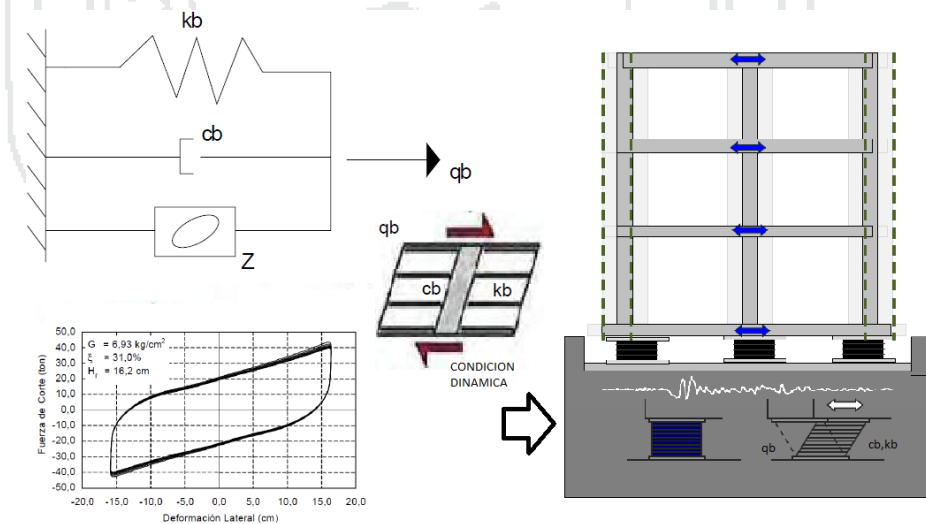 kb
cb
qb
Z
qb
cb
kb
CONDICION
DINAMICA
50,0
40,0
30,0
20,0
10,0
0,0
-10,0
-20,0
-30,0
-40,0
-50,0
G = 6,93 kg/cm²
ξ = 31,0%
Hr = 16,2 cm
Fuerza de Corte (ton)
-20,0 -15,0 -10,0 -5,0 0,0 5,0 10,0 15,0 20,0
Deformación Lateral (cm)
qb
cb,kb